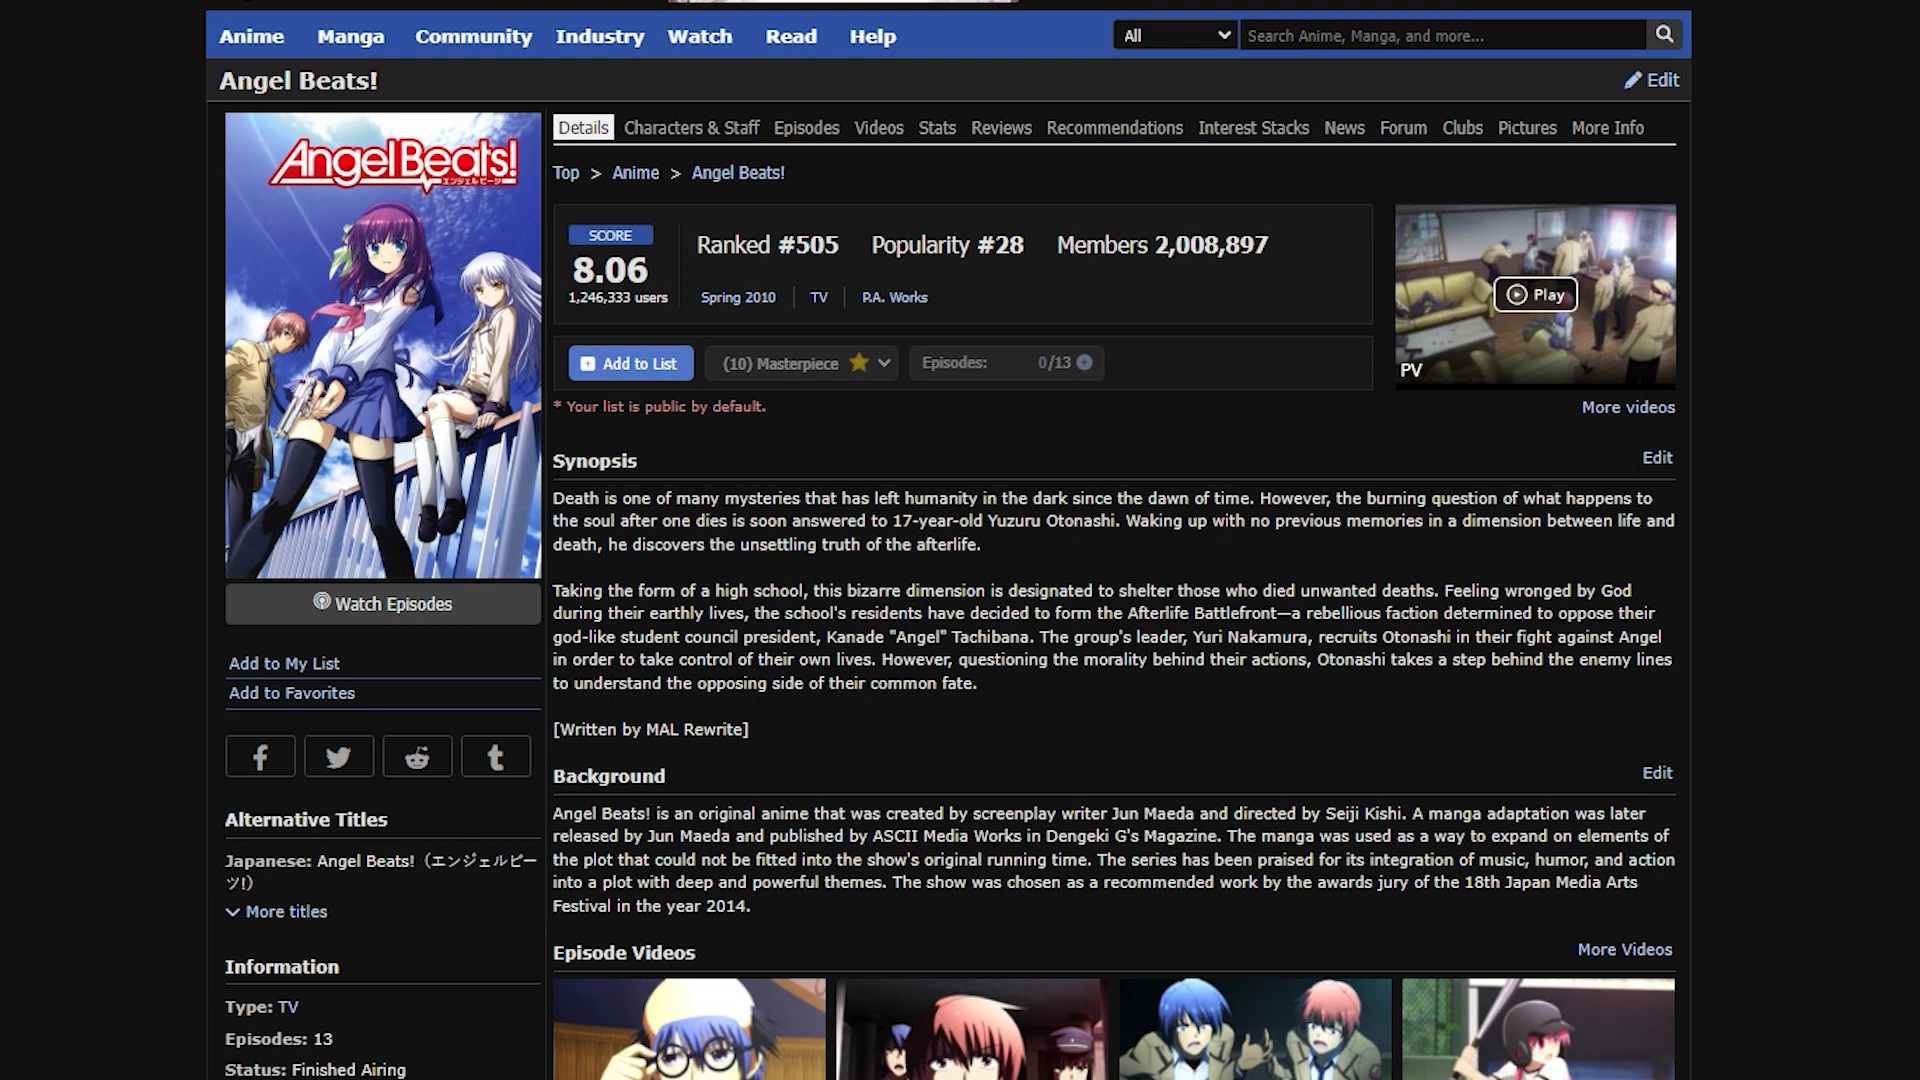 Anime Manga Community Industry Watch Read Help All Search Anime, Manga, and more...
Angel Beats! Edit
Angel Beats!
エンジェルビーツ
Details Characters & Staff Episodes Videos Stats Reviews Recommendations Interest Stacks News Forum Clubs Pictures More Info
Top > Anime > Angel Beats!
SCORE
8.06
1,246,333 users
Ranked #505 Popularity #28 Members 2,008,897
Spring 2010 TV P.A. Works
Play
PV
Add to List (10) Masterpiece Episodes: 0/13
* Your list is public by default.
More videos
Synopsis Edit
Death is one of many mysteries that has left humanity in the dark since the dawn of time. However, the burning question of what happens to
the soul after one dies is soon answered to 17-year-old Yuzuru Otonashi. Waking up with no previous memories in a dimension between life and
death, he discovers the unsettling truth of the afterlife.
Taking the form of a high school, this bizarre dimension is designated to shelter those who died unwanted deaths. Feeling wronged by God
during their earthly lives, the school's residents have decided to form the Afterlife Battlefront—a rebellious faction determined to oppose their
god-like student council president, Kanade "Angel" Tachibana. The group's leader, Yuri Nakamura, recruits Otonashi in their fight against Angel
in order to take control of their own lives. However, questioning the morality behind their actions, Otonashi takes a step behind the enemy lines
to understand the opposing side of their common fate.
[Written by MAL Rewrite]
Background Edit
Angel Beats! is an original anime that was created by screenplay writer Jun Maeda and directed by Seiji Kishi. A manga adaptation was later
released by Jun Maeda and published by ASCII Media Works in Dengeki G's Magazine. The manga was used as a way to expand on elements of
the plot that could not be fitted into the show's original running time. The series has been praised for its integration of music, humor, and action
into a plot with deep and powerful themes. The show was chosen as a recommended work by the awards jury of the 18th Japan Media Arts
Festival in the year 2014.
Episode Videos More Videos
Watch Episodes
Add to My List
Add to Favorites
Alternative Titles
Japanese: Angel Beats!（エンジェルビー
ツ!）
More titles
Information
Type: TV
Episodes: 13
Status: Finished Airing